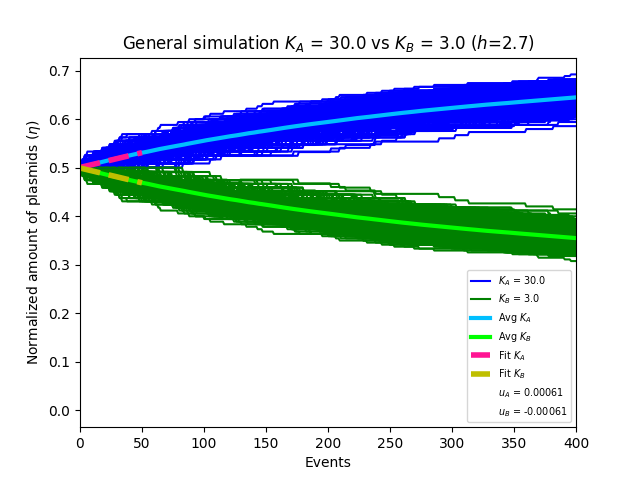 General simulation K_A = 30.0 vs K_B = 3.0 (h=2.7)
Normalized amount of plasmids (η)
0.7
0.6
0.5
0.4
0.3
0.2
0.1
0.0
K_A = 30.0
K_B = 3.0
Avg K_A
Avg K_B
Fit K_A
Fit K_B
u_A = 0.00061
u_B = -0.00061
0 50 100 150 200 250 300 350 400
Events